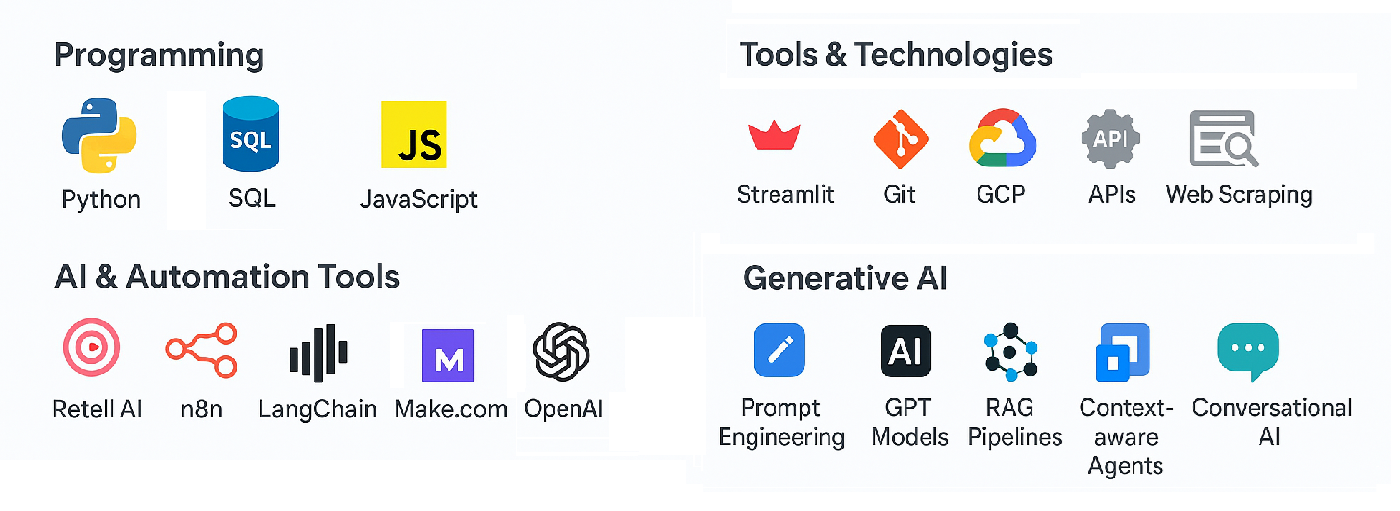 Programming
SQL
JS
Python
SQL
JavaScript
Tools & Technologies
API
Streamlit
Git
GCP
APIs
Web Scraping
AI & Automation Tools
M
Retell AI
n8n
LangChain
Make.com
OpenAI
Generative AI
AI
Prompt
Engineering
GPT
Models
RAG
Pipelines
Context-
aware
Agents
Conversational
AI